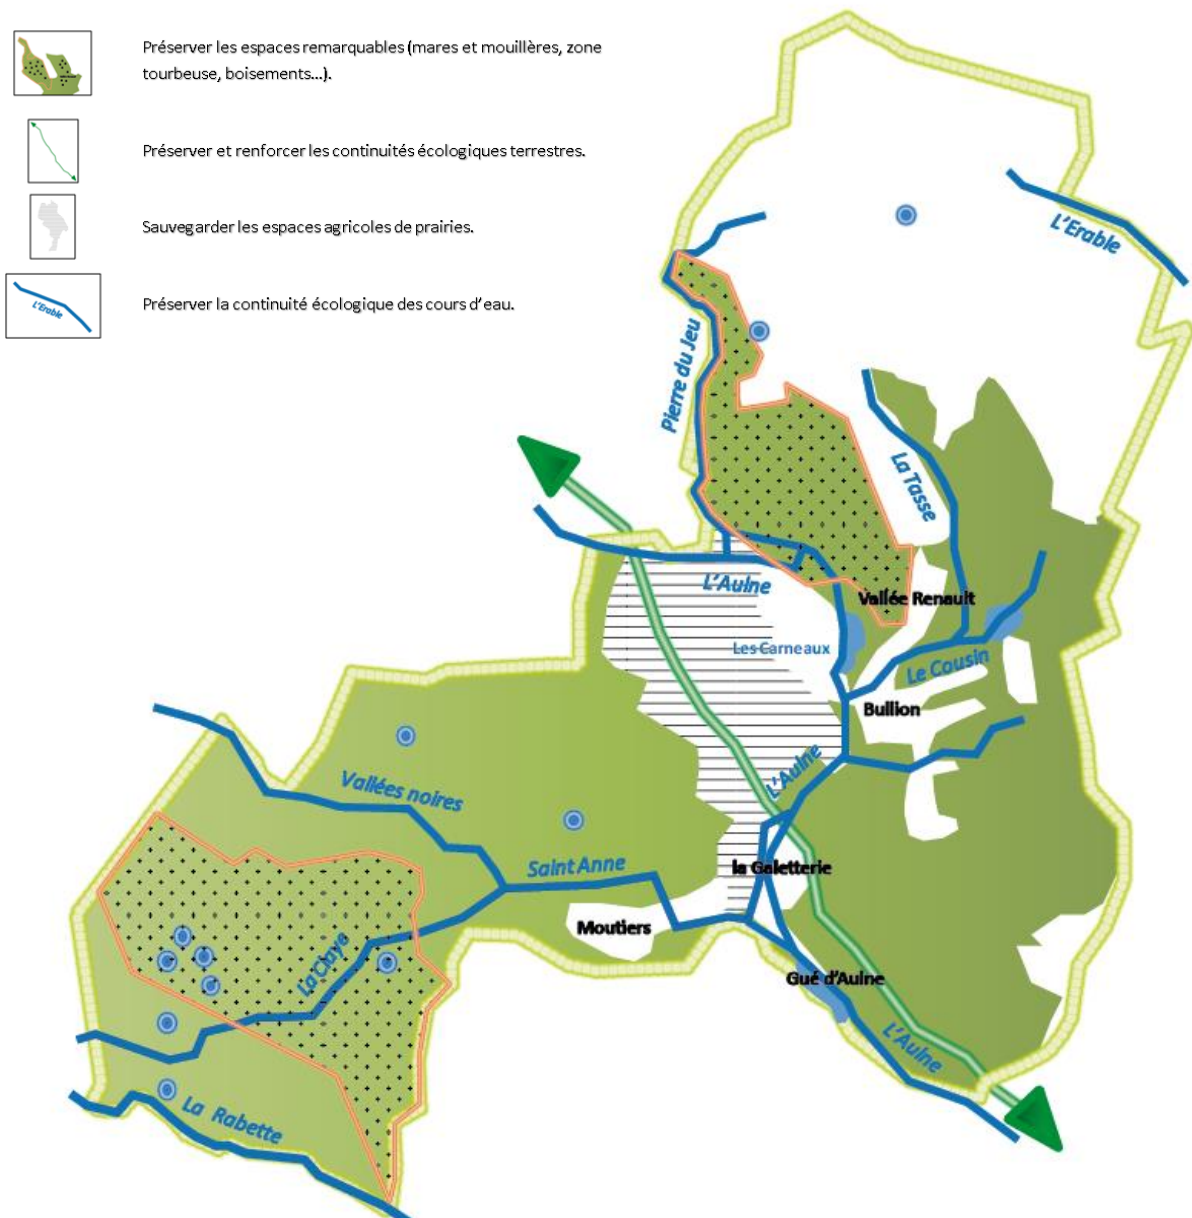 Préserver les espaces remarquables (mares et mouillères, zone
tourbeuse, boisements...).
Préserver et renforcer les continuités écologiques terrestres.
Sauvegarder les espaces agricoles de prairies.
L'Erable
Préserver la continuité écologique des cours d'eau.
L'Erable
Pierre du Jeu
La Tasse
L'Aulne
Vallée Renault
Les Carneaux
Le Cousin
Bullion
L'Aulne
Vallées noires
Saint Anne
la Galetterie
Moutiers
La Claye
Gué d'Aulne
L'Aulne
La Rabette